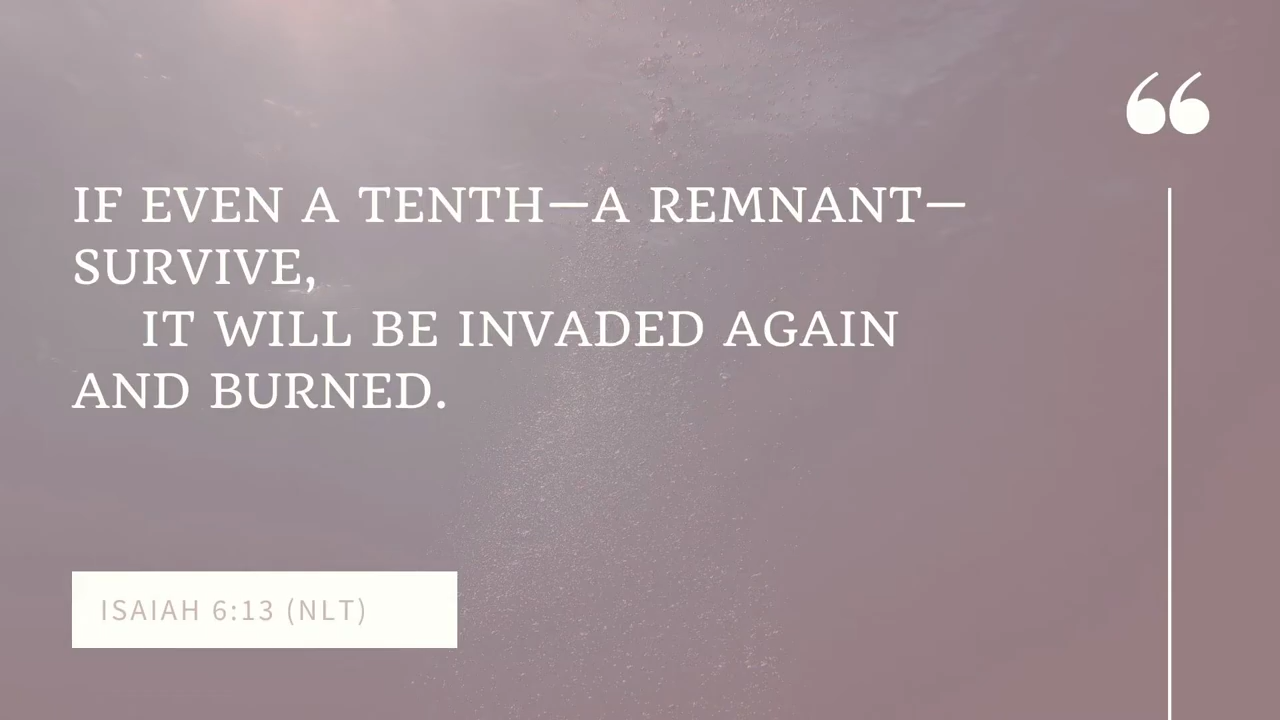 “
IF EVEN A TENTH—A REMNANT—
SURVIVE,
IT WILL BE INVADED AGAIN
AND BURNED.
ISAIAH 6:13 (NLT)